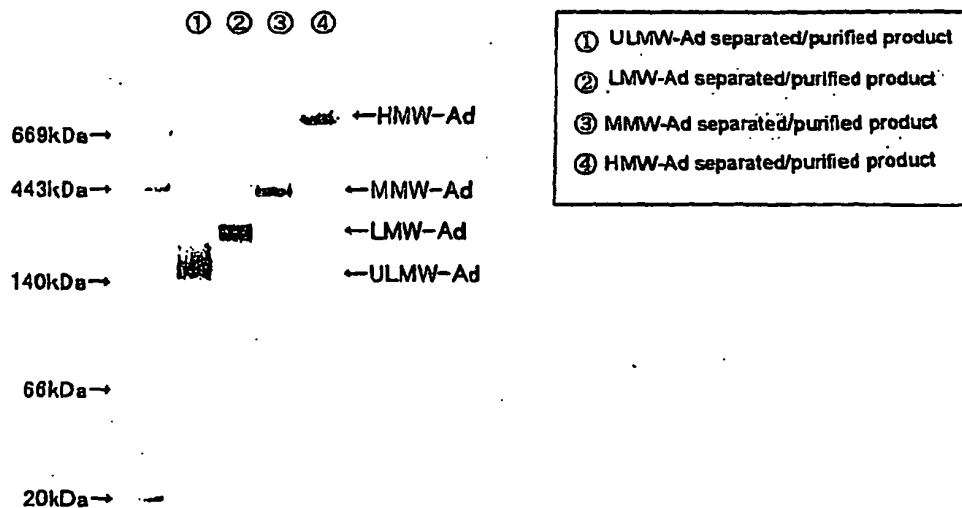 ① ② ③ ④
669kDa→
443kDa→
140kDa→
66kDa→
20kDa→
←HMW-Ad
←MMW-Ad
←LMW-Ad
←ULMW-Ad
① ULMW-Ad separated/purified product
② LMW-Ad separated/purified product
③ MMW-Ad separated/purified product
④ HMW-Ad separated/purified product